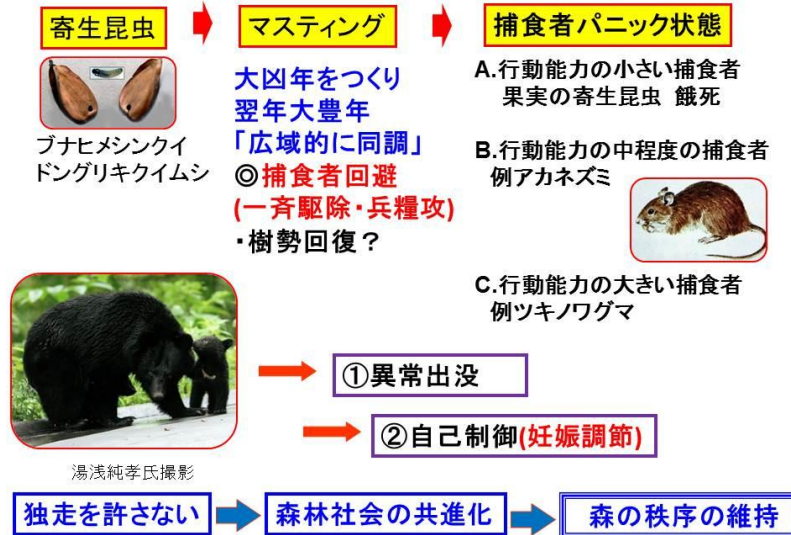 寄生昆虫
マスティング
捕食者パニック状態
ブナヒメシンクイ
ドングリキクイムシ
大凶年をつくり
翌年大豊年
「広域的に同調」
◎捕食者回避
(一斉駆除・兵糧攻)
・樹勢回復？
A.行動能力の小さい捕食者
果実の寄生昆虫 餓死
B.行動能力の中程度の捕食者
例アカネズミ
C.行動能力の大きい捕食者
例ツキノワグマ
①異常出没
②自己制御(妊娠調節)
湯浅純孝氏撮影
独走を許さない
森林社会の共進化
森の秩序の維持